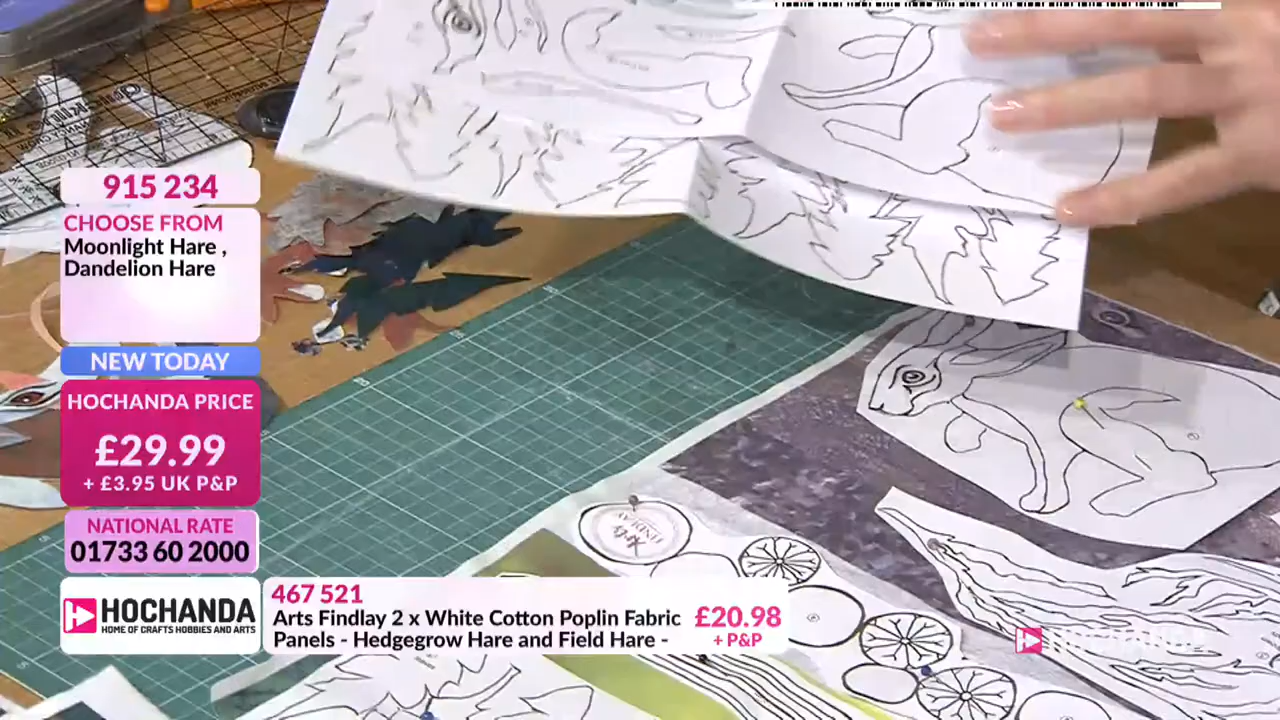 915 234
CHOOSE FROM
Moonlight Hare ,
Dandelion Hare
NEW TODAY
HOCHANDA PRICE
£29.99
+ £3.95 UK P&P
NATIONAL RATE
01733 60 2000
HOCHANDA
HOME OF CRAFTS HOBBIES AND ARTS
467 521
Arts Findlay 2 x White Cotton Poplin Fabric
Panels - Hedgegrow Hare and Field Hare -
£20.98
+ P&P
FINDLAY
HOCHANDA